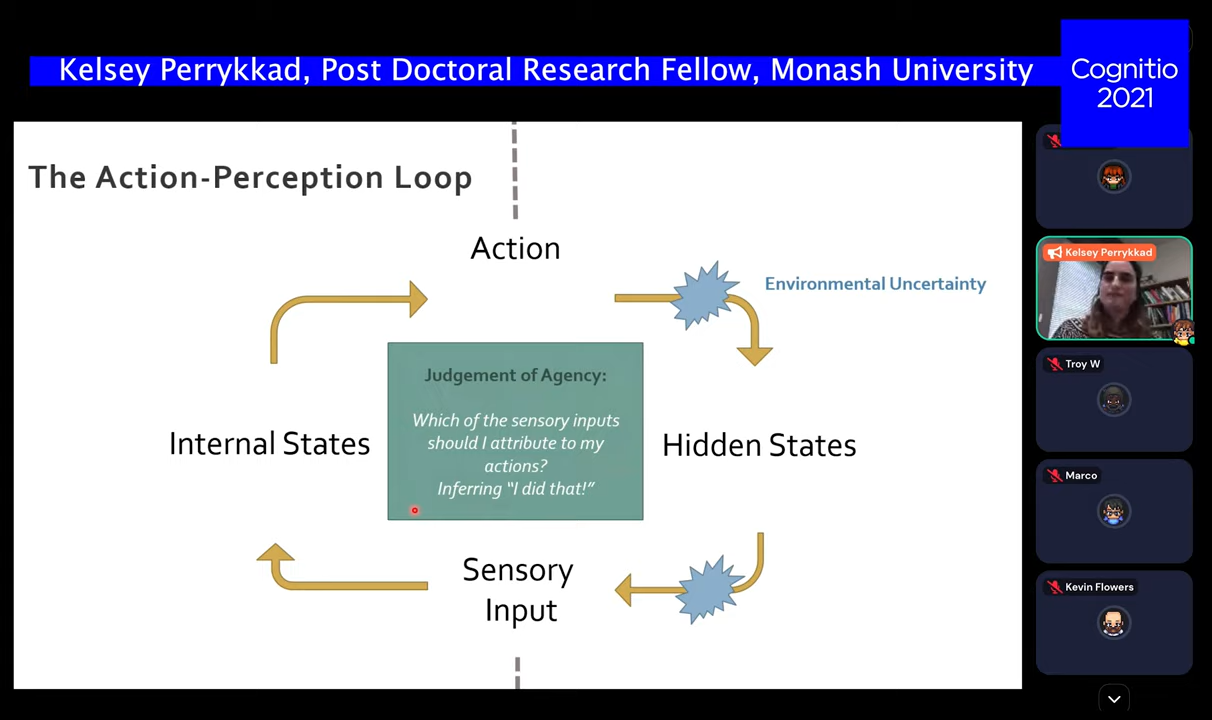 Kelsey Perrykkad, Post Doctoral Research Fellow, Monash University
Cognitio
2021
The Action-Perception Loop
Action
Environmental Uncertainty
Judgement of Agency:
Which of the sensory inputs
should I attribute to my
actions?
Inferring “I did that!”
Internal States
Hidden States
Sensory
Input
Kelsey Perrykkad
Troy W
Marco
Kevin Flowers